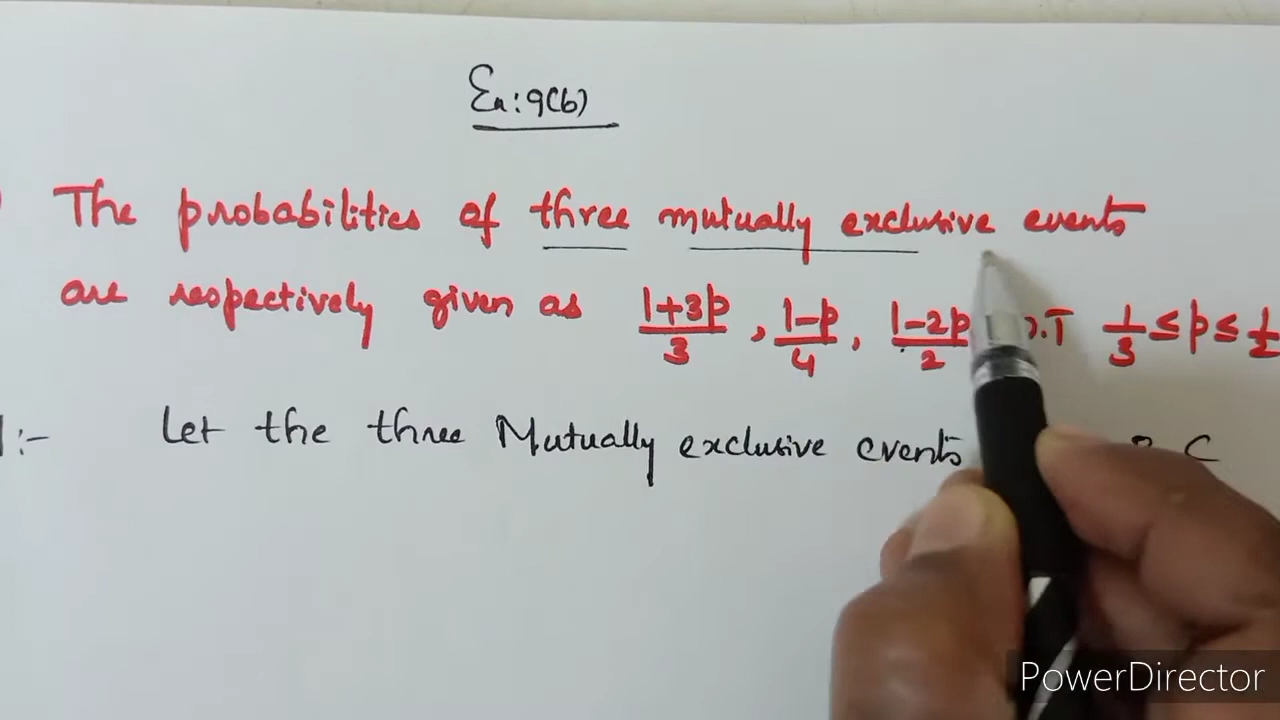 Ex: 9(b)
The probabilities of three mutually exclusive events
are respectively given as 1+3p/3 , 1-p/4 , 1-2p/2 .T 1/3 ≤ p ≤ 1/2
:- Let the three Mutually exclusive events C
PowerDirector